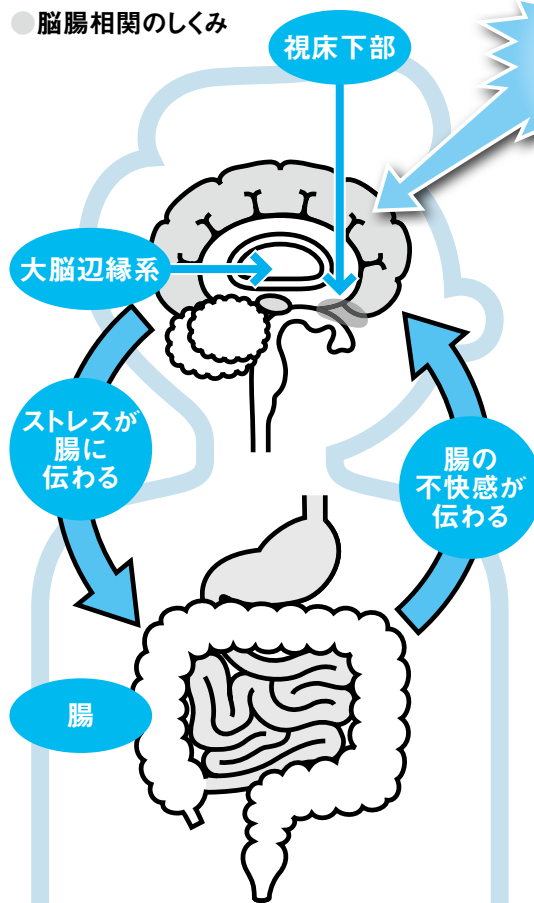 ●脳腸相関のしくみ
視床下部
大脳辺縁系
ストレスが
腸に
伝わる
腸の
不快感が
伝わる
腸